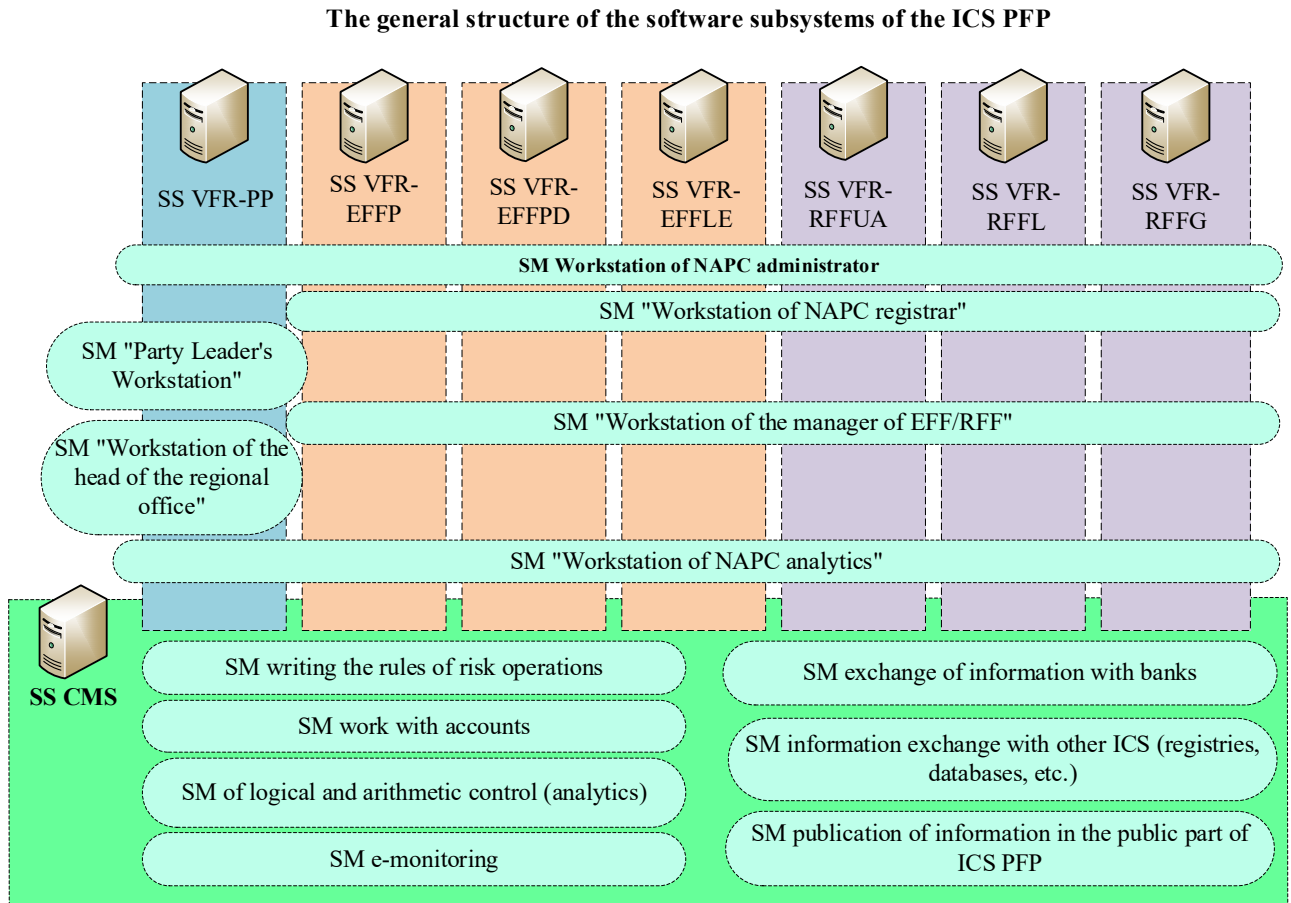 The general structure of the software subsystems of the ICS PFP
SS VFR-PP
SS VFR-
EFFP
SS VFR-
EFFPD
SS VFR-
EFFLE
SS VFR-
RFFUA
SS VFR-
RFFL
SS VFR-
RFFG
SM Workstation of NAPC administrator
SM "Workstation of NAPC registrar"
SM "Party Leader's
Workstation"
SM "Workstation of the manager of EFF/RFF"
SM "Workstation of the
head of the regional
office"
SM "Workstation of NAPC analytics"
SS CMS
SM writing the rules of risk operations
SM work with accounts
SM of logical and arithmetic control (analytics)
SM e-monitoring
SM exchange of information with banks
SM information exchange with other ICS (registries,
databases, etc.)
SM publication of information in the public part of
ICS PFP